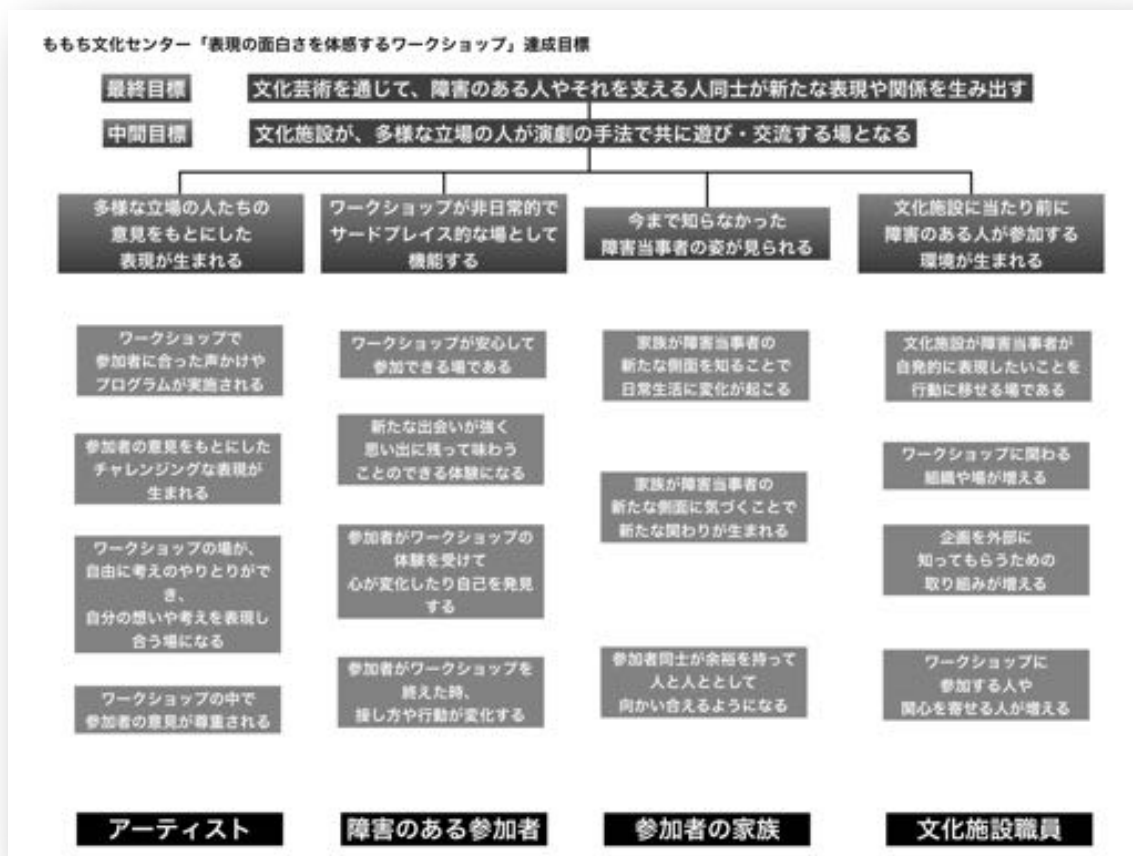 ももち文化センター「表現の面白さを体感するワークショップ」達成目標
最終目標
文化芸術を通じて、障害のある人やそれを支える人同士が新たな表現や関係を生み出す
中間目標
文化施設が、多様な立場の人が演劇の手法で共に遊び・交流する場となる
多様な立場の人たちの
意見をもとにした
表現が生まれる
ワークショップが非日常的で
サードプレイス的な場として
機能する
今まで知らなかった
障害当事者の姿が見られる
文化施設に当たり前に
障害のある人が参加する
環境が生まれる
ワークショップで
参加者に合った声かけや
プログラムが実施される
参加者の意見をもとにした
チャレンジングな表現が
生まれる
ワークショップの場が、
自由に考えのやりとりがで
き、
自分の想いや考えを表現し
合う場になる
ワークショップの中で
参加者の意見が尊重される
ワークショップが安心して
参加できる場である
新たな出会いが強く
思い出に残って味わう
ことのできる体験になる
参加者がワークショップの
体験を受けて
心が変化したり自己を発見
する
参加者がワークショップを
終えた時、
接し方や行動が変化する
家族が障害当事者の
新たな側面を知ることで
日常生活に変化が起こる
家族が障害当事者の
新たな側面に気づくことで
新たな関わりが生まれる
参加者同士が余裕を持って
人と人ととして
向かい合えるようになる
文化施設が障害当事者が
自発的に表現したいことを
行動に移せる場である
ワークショップに関わる
組織や場が増える
企画を外部に
知ってもらうための
取り組みが増える
ワークショップに
参加する人や
関心を寄せる人が増える
アーティスト
障害のある参加者
参加者の家族
文化施設職員